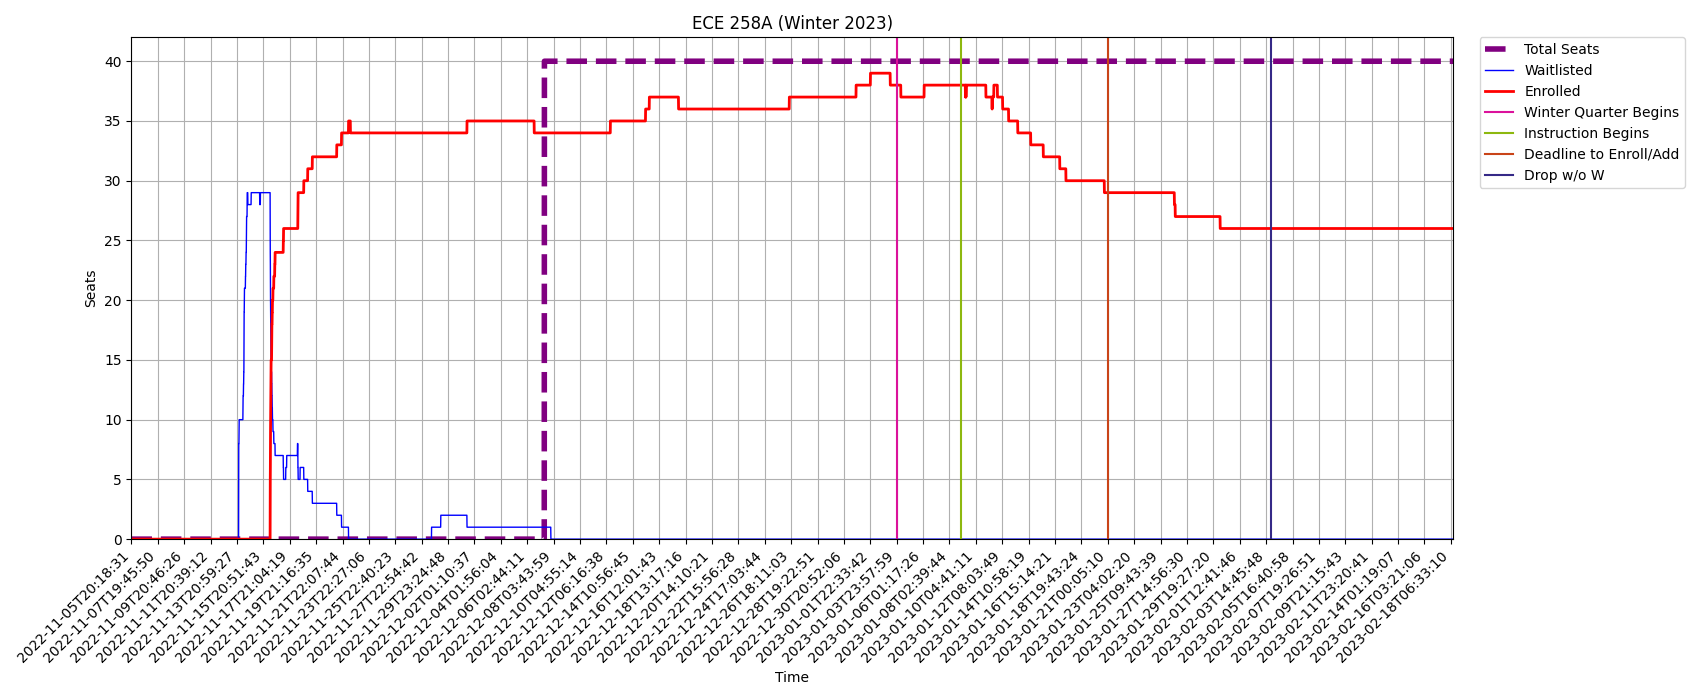 ECE 258A (Winter 2023)
Seats
40
35
30
25
20
15
10
5
0
Total Seats
Waitlisted
Enrolled
Winter Quarter Begins
Instruction Begins
Deadline to Enroll/Add
Drop w/o W
2022-11-05T20:18:31
2022-11-07T19:45:50
2022-11-09T20:46:26
2022-11-11T20:39:12
2022-11-13T20:59:27
2022-11-15T20:51:43
2022-11-17T21:04:19
2022-11-19T21:16:35
2022-11-21T22:07:44
2022-11-23T22:27:06
2022-11-25T22:40:23
2022-11-27T22:54:42
2022-11-29T23:24:48
2022-12-02T01:10:37
2022-12-04T01:56:04
2022-12-06T02:44:11
2022-12-08T03:43:59
2022-12-10T04:55:14
2022-12-12T06:16:38
2022-12-14T10:56:45
2022-12-16T12:01:43
2022-12-18T13:17:16
2022-12-20T14:10:21
2022-12-22T15:56:28
2022-12-24T17:03:44
2022-12-26T18:11:03
2022-12-28T19:22:51
2022-12-30T20:52:06
2023-01-01T22:33:42
2023-01-03T23:57:59
2023-01-06T01:17:26
2023-01-08T02:39:44
2023-01-10T04:41:11
2023-01-12T08:03:49
2023-01-14T10:58:19
2023-01-16T15:14:21
2023-01-18T19:43:24
2023-01-21T00:05:10
2023-01-23T04:02:20
2023-01-25T09:43:39
2023-01-27T14:56:30
2023-01-29T19:27:20
2023-02-01T12:41:46
2023-02-03T14:45:48
2023-02-05T16:40:58
2023-02-07T19:26:51
2023-02-09T21:15:43
2023-02-11T23:20:41
2023-02-14T01:19:07
2023-02-16T03:21:06
2023-02-18T06:33:10
Time